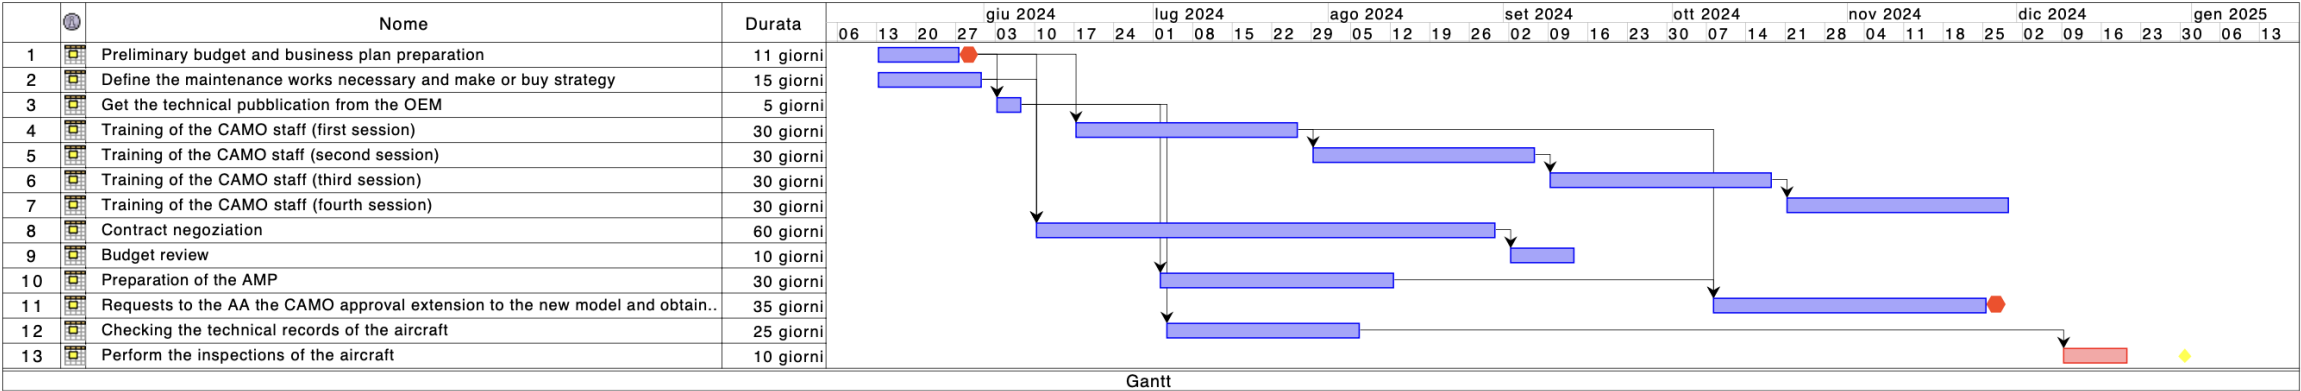 giu 2024 lug 2024 ago 2024 set 2024 ott 2024 nov 2024 dic 2024 gen 2025
Nome Durata
06 13 20 27 03 10 17 24 01 08 15 22 29 05 12 19 26 02 09 16 23 30 07 14 21 28 04 11 18 25 02 09 16 23 30 06 13
1 Preliminary budget and business plan preparation 11 giorni
2 Define the maintenance works necessary and make or buy strategy 15 giorni
3 Get the technical pubblication from the OEM 5 giorni
4 Training of the CAMO staff (first session) 30 giorni
5 Training of the CAMO staff (second session) 30 giorni
6 Training of the CAMO staff (third session) 30 giorni
7 Training of the CAMO staff (fourth session) 30 giorni
8 Contract negoziation 60 giorni
9 Budget review 10 giorni
10 Preparation of the AMP 30 giorni
11 Requests to the AA the CAMO approval extension to the new model and obtain.. 35 giorni
12 Checking the technical records of the aircraft 25 giorni
13 Perform the inspections of the aircraft 10 giorni
Gantt